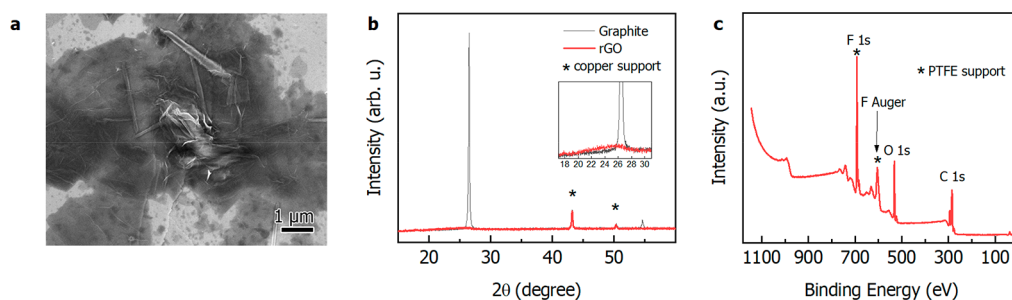 a
1 μm
b
Intensity (arb. u.)
Graphite
rGO
* copper support
18 20 22 24 26 28 30
*
*
20 30 40 50
2θ (degree)
c
Intensity (a.u.)
F 1s
*
* PTFE support
F Auger
*
O 1s
C 1s
1100 900 700 500 300 100
Binding Energy (eV)